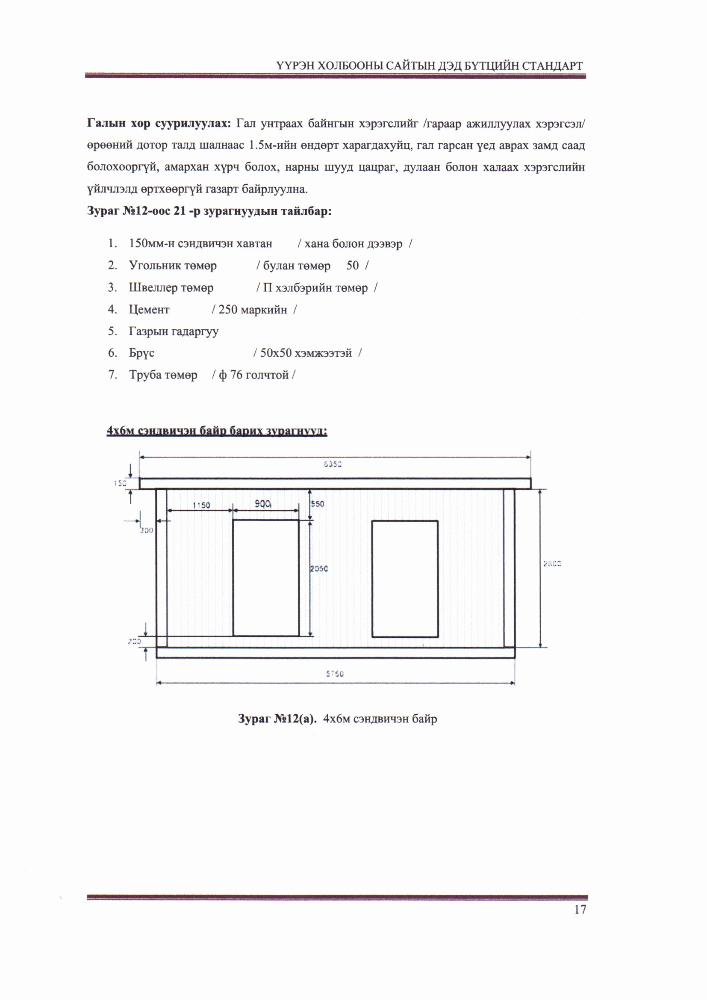 ҮҮРЭН ХОЛБООНЫ САЙТЫН ДЭД БҮТЦИЙН СТАНДАРТ
Галын хор суурилуулах: Гал унтраах байнгын хэрэгслийг /гараар ажиллуулах хэрэгсэл/
өрөөний дотор талд шалнаас 1.5м-ийн өндөрт харагдахуйц, гал гарсан үед аврах замд саад
болохооргүй, амархан хүрч болох, нарны шууд цацраг, дулаан болон халаах хэрэгслийн
үйлчлэлд өртхөөргүй газарт байрлуулна.
Зураг №12-оос 21 -р зурагнуудын тайлбар:
1. 150мм-н сэндвичэн хавтан / хана болон дээвэр /
2. Угольник төмөр / булан төмөр 50 /
3. Швеллер төмөр / П хэлбэрийн төмөр /
4. Цемент / 250 маркийн /
5. Газрын гадаргуу
6. Брүс / 50х50 хэмжээтэй /
7. Труба төмөр / ф 76 голчтой /
4х6м сэндвичэн байр барих зурагнууд:
6350
150
1150
900
550
300
2050
2800
200
5750
Зураг №12(а). 4х6м сэндвичэн байр
17